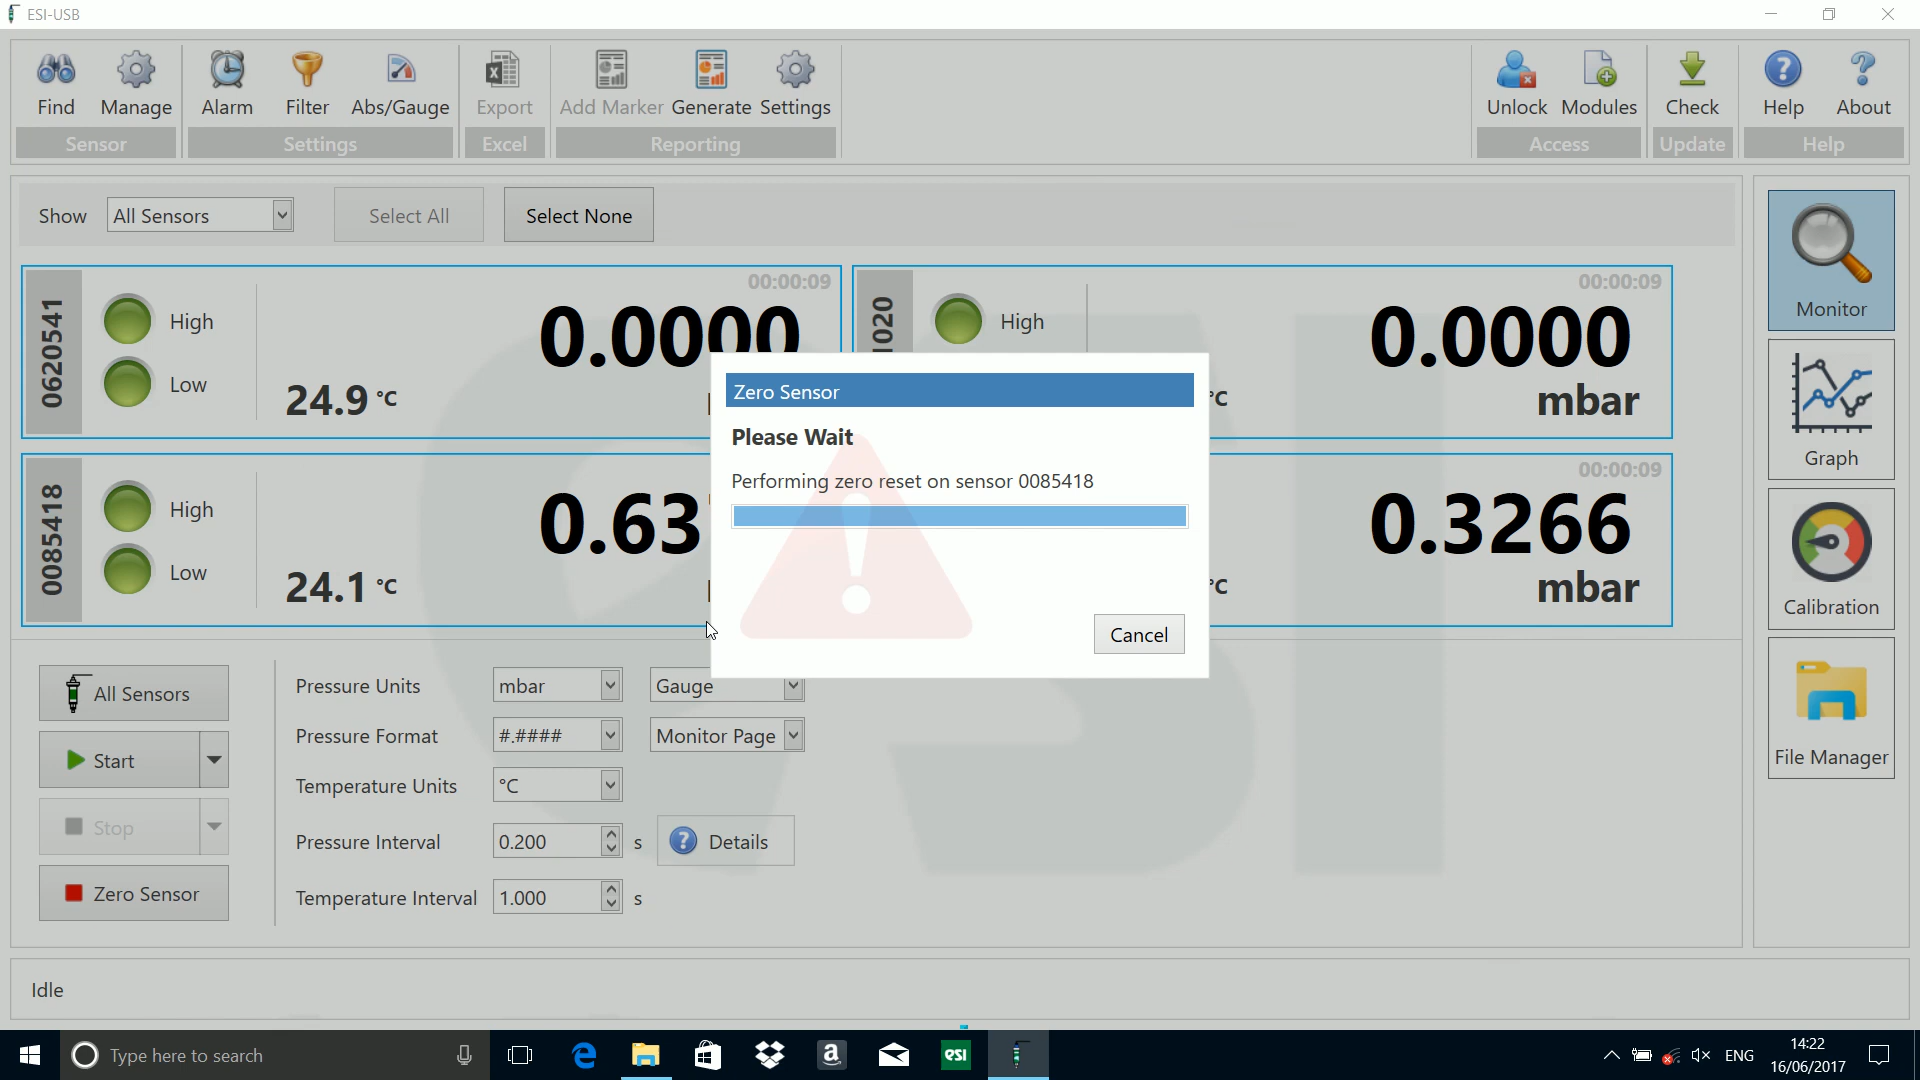 ESI-USB
Find
Manage
Alarm
Filter
Abs/Gauge
Export
Add Marker
Generate
Settings
Unlock
Modules
Check
Help
About
Sensor
Settings
Excel
Reporting
Access
Update
Help
Show
All Sensors
Select All
Select None
0620541
High
Low
24.9 °C
00:00:09
0.0000
High
00:00:09
0.0000
°C
mbar
0085418
High
Low
24.1 °C
0.63
00:00:09
0.3266
°C
mbar
Zero Sensor
Please Wait
Performing zero reset on sensor 0085418
Cancel
Monitor
Graph
Calibration
File Manager
All Sensors
Start
Stop
Zero Sensor
Pressure Units
mbar
Gauge
Pressure Format
#.####
Monitor Page
Temperature Units
°C
Pressure Interval
0.200
s
Details
Temperature Interval
1.000
s
Idle
Type here to search
esi
ENG
14:22
16/06/2017